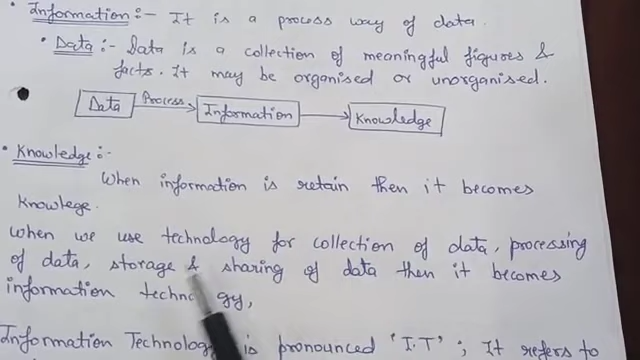 • Information :- It is a process way of data.
• Data :- Data is a collection of meaningful figures &
facts. It may be organised or unorganised.
Data Process Information Knowledge
• Knowledge :-
When information is retain then it becomes
Knowlege.
When we use technology for collection of data, processing
of data, storage & sharing of data then it becomes
information techno gy,
Information Technology is pronounced 'I.T' ; It refers to